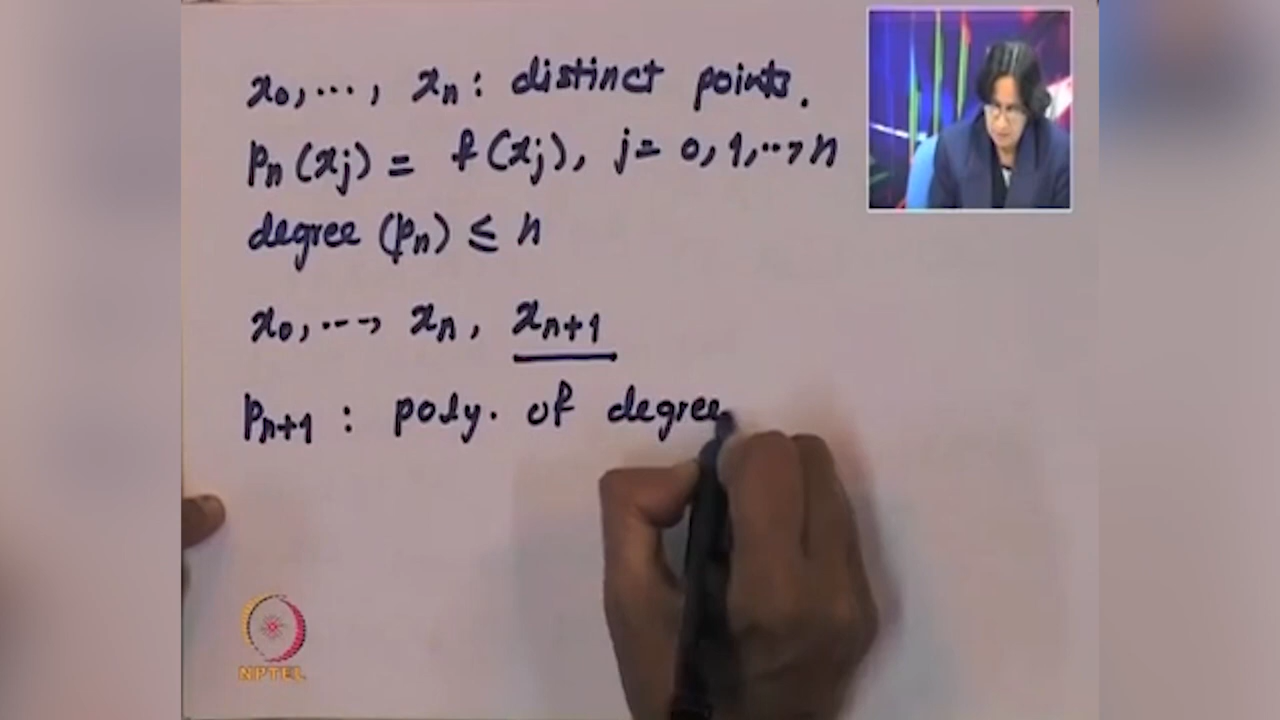 x₀, ..., xₙ : distinct points.
pₙ(xⱼ) = f(xⱼ), j = 0, 1, ..., n
degree (pₙ) ≤ n
x₀, ..., xₙ, xₙ₊₁
pₙ₊₁ : poly. of degree
NPTEL